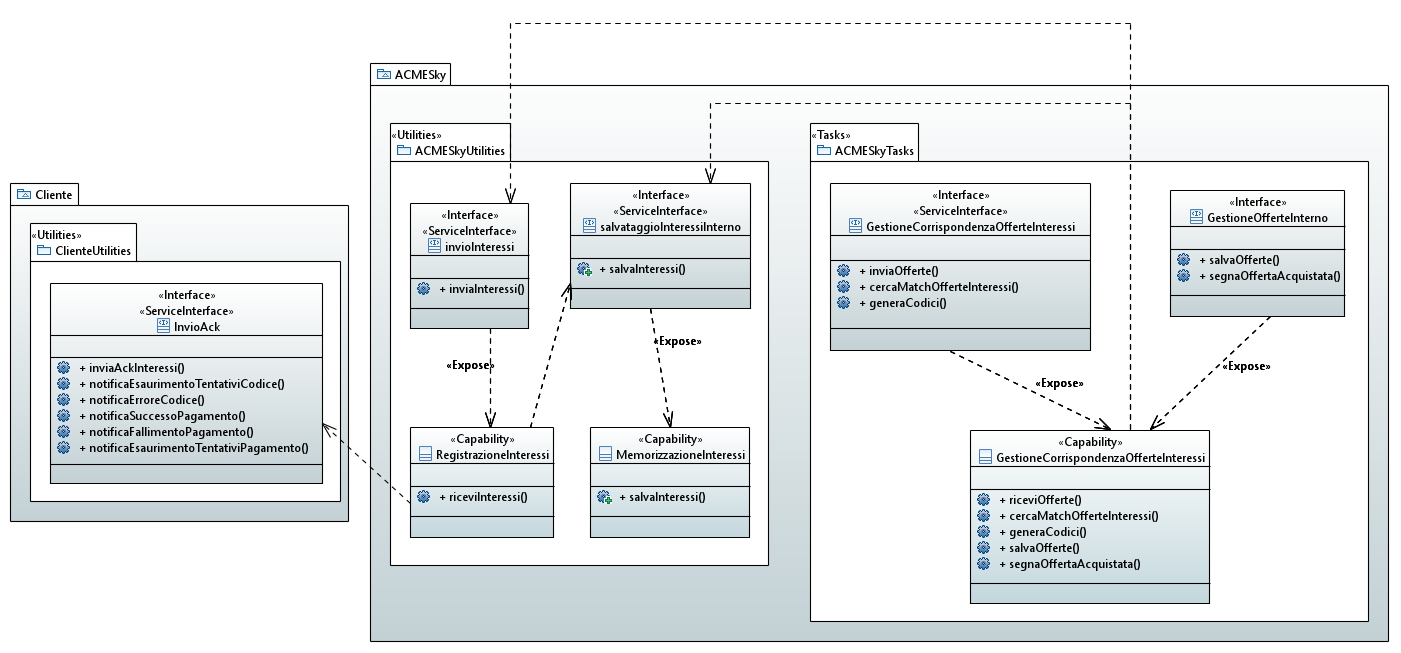 ACMESky
«Utilities»
ACMESkyUtilities
«Interface»
«ServiceInterface»
invioInteressi
+ inviaInteressi()
«Interface»
«ServiceInterface»
salvataggioInteressiInterno
+ salvaInteressi()
«Expose»
«Expose»
«Capability»
RegistrazioneInteressi
+ riceviInteressi()
«Capability»
MemorizzazioneInteressi
+ salvaInteressi()
«Tasks»
ACMESkyTasks
«Interface»
«ServiceInterface»
GestioneCorrispondenzaOfferteInteressi
+ inviaOfferte()
+ cercaMatchOfferteInteressi()
+ generaCodici()
«Interface»
GestioneOfferteInterno
+ salvaOfferte()
+ segnaOffertaAcquistata()
«Expose»
«Expose»
«Capability»
GestioneCorrispondenzaOfferteInteressi
+ riceviOfferte()
+ cercaMatchOfferteInteressi()
+ generaCodici()
+ salvaOfferte()
+ segnaOffertaAcquistata()
Cliente
«Utilities»
ClienteUtilities
«Interface»
«ServiceInterface»
InvioAck
+ inviaAckInteressi()
+ notificaEsaurimentoTentativiCodice()
+ notificaErroreCodice()
+ notificaSuccessoPagamento()
+ notificaFallimentoPagamento()
+ notificaEsaurimentoTentativiPagamento()